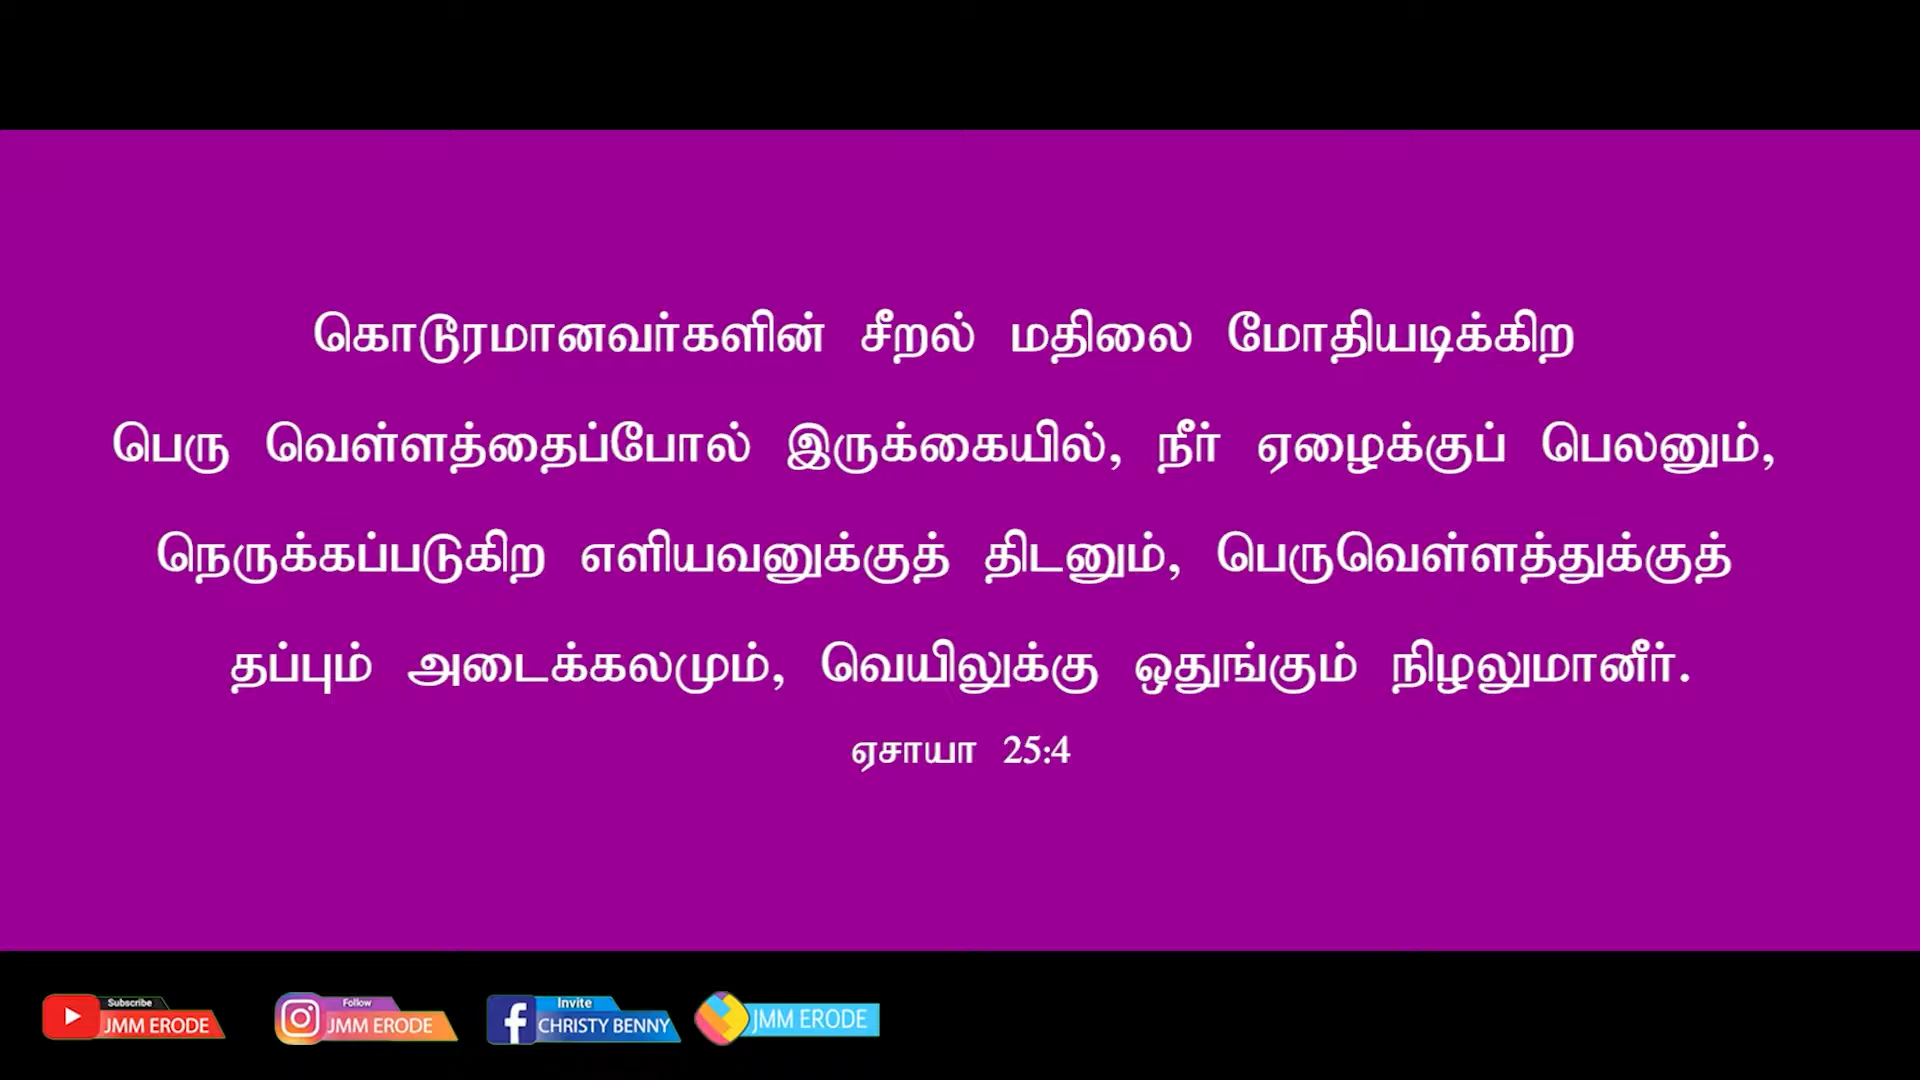 கொடூரமானவர்களின் சீறல் மதிலை மோதியடிக்கிற
பெரு வெள்ளத்தைப்போல் இருக்கையில், நீர் ஏழைக்குப் பெலனும்,
நெருக்கப்படுகிற எளியவனுக்குத் திடனும், பெருவெள்ளத்துக்குத்
தப்பும் அடைக்கலமும், வெயிலுக்கு ஒதுங்கும் நிழலுமானீர்.
ஏசாயா 25:4
Subscribe
JMM ERODE
Follow
JMM ERODE
Invite
CHRISTY BENNY
JMM ERODE